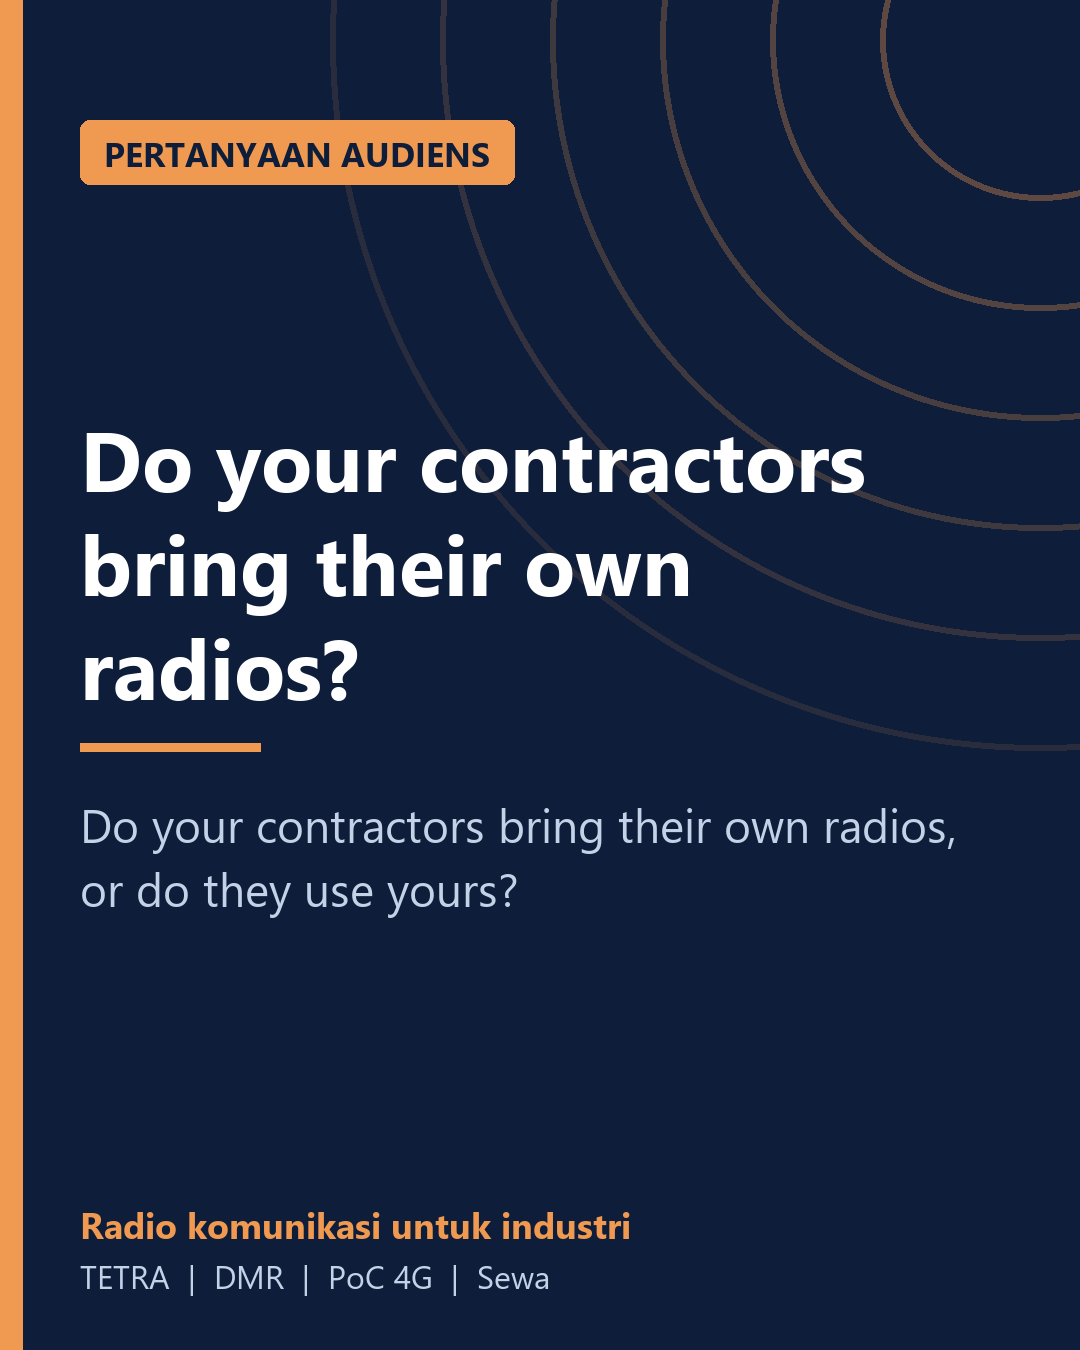 PERTANYAAN AUDIENS
Do your contractors
bring their own
radios?
Do your contractors bring their own radios,
or do they use yours?
Radio komunikasi untuk industri
TETRA | DMR | PoC 4G | Sewa